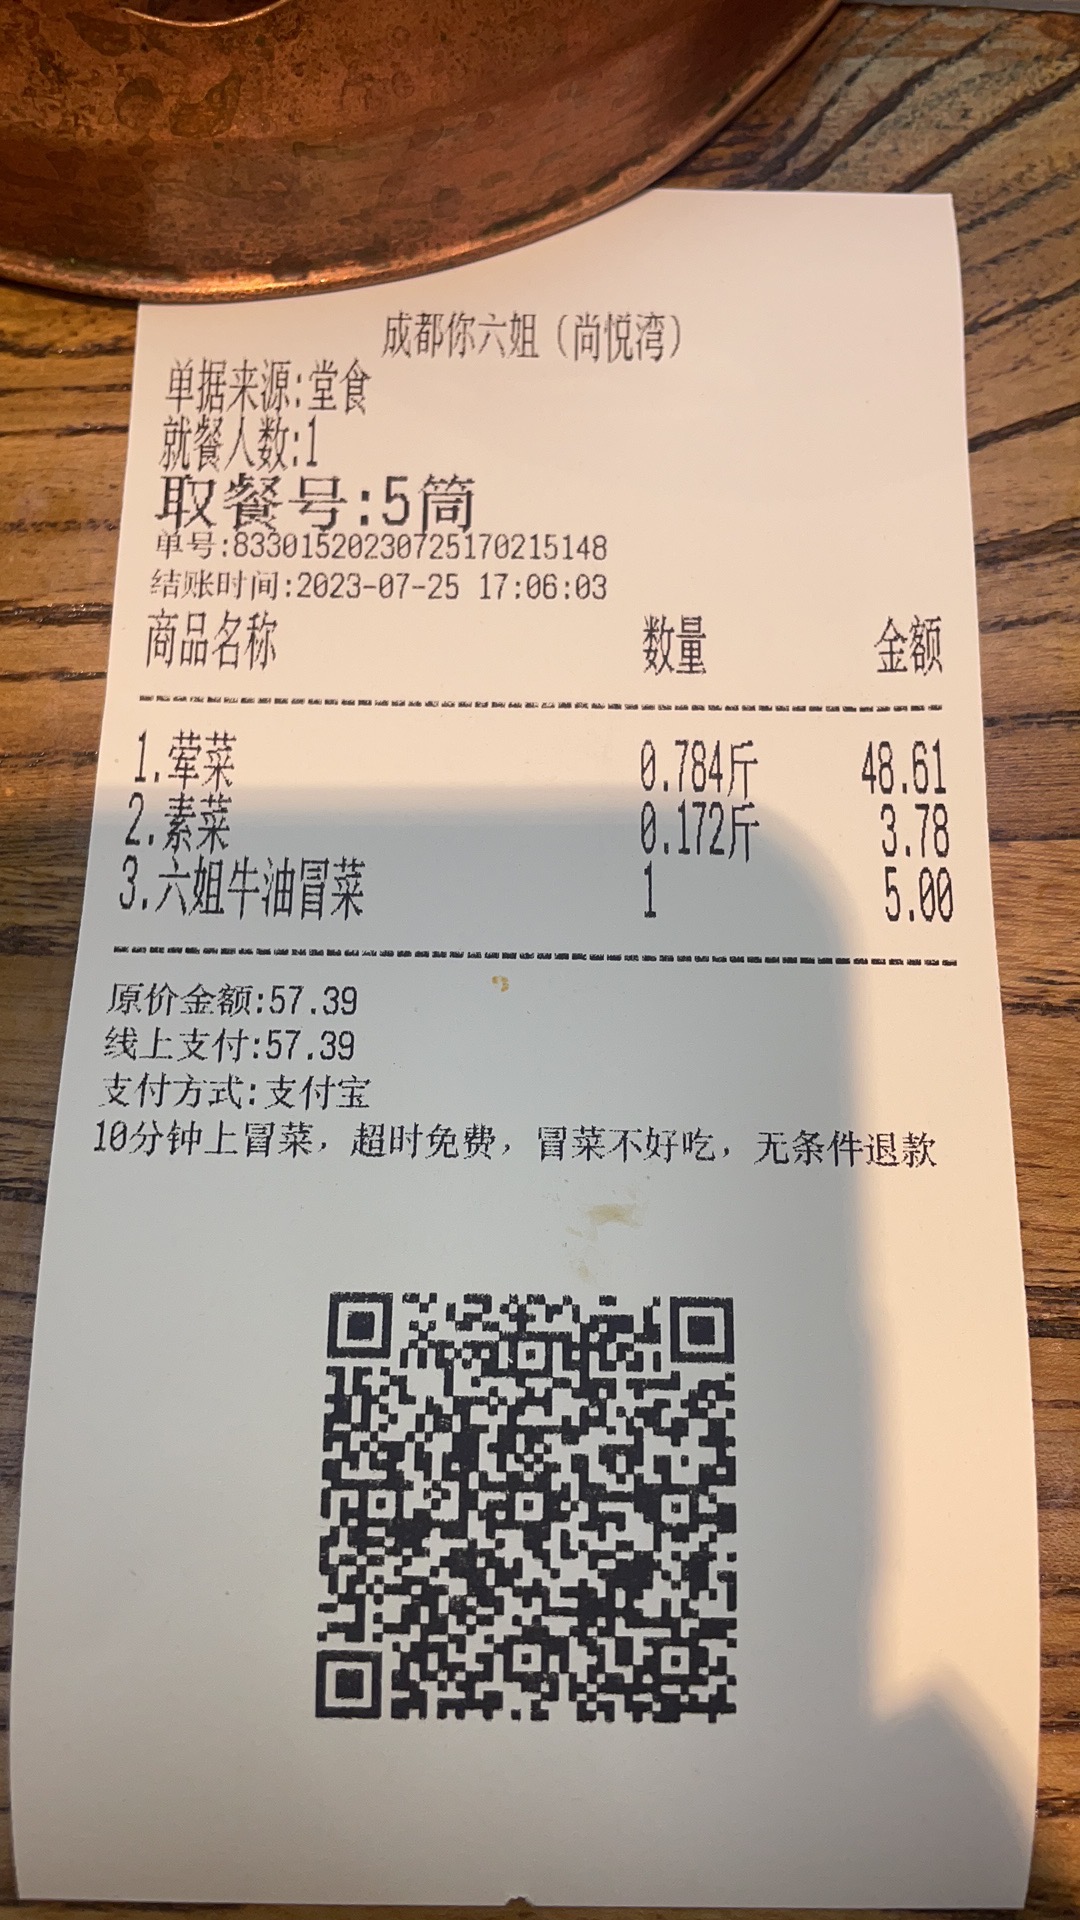 成都你六姐（尚悦湾）
单据来源:堂食
就餐人数:1
取餐号:5筒
单号:83301520230725170215148
结账时间:2023-07-25 17:06:03
商品名称 数量 金额
1.荤菜 0.784斤 48.61
2.素菜 0.172斤 3.78
3.六姐牛油冒菜 1 5.00
原价金额:57.39
线上支付:57.39
支付方式:支付宝
10分钟上冒菜，超时免费，冒菜不好吃，无条件退款